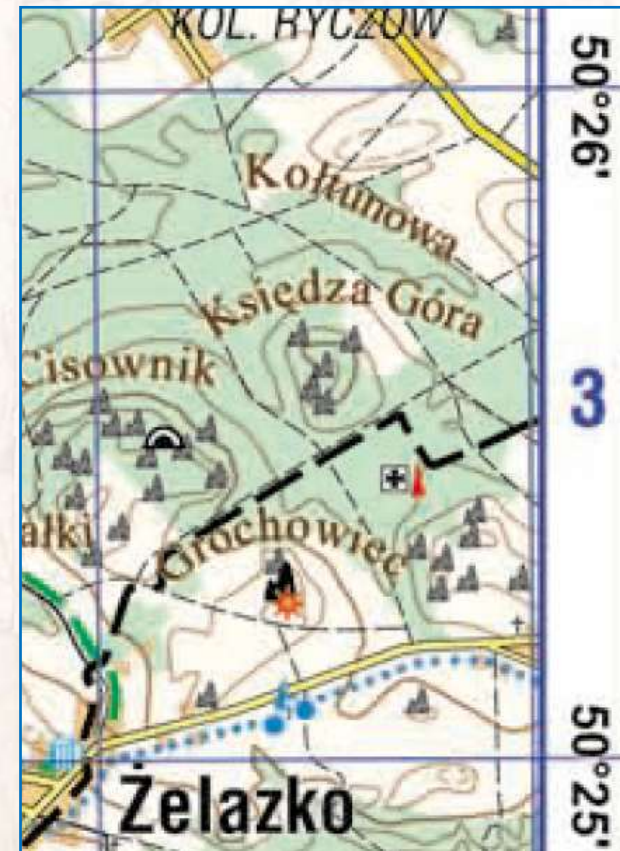 KOL. RYCZÓW
50°26'
Kołtunowa
Księdza Góra
Cisownik
3
ałki
Grochowiec
50°25'
Żelazko